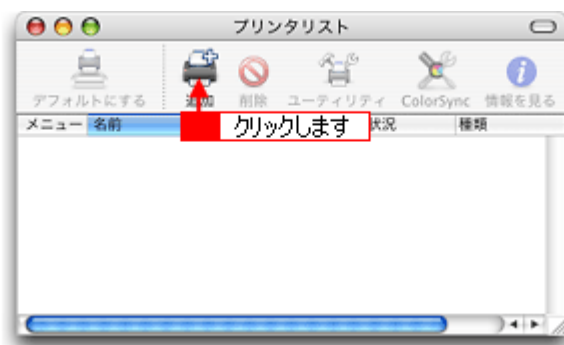 プリンタリスト
デフォルトにする 追加 削除 ユーティリティ ColorSync 情報を見る
メニュー 名前 状況 種類
クリックします